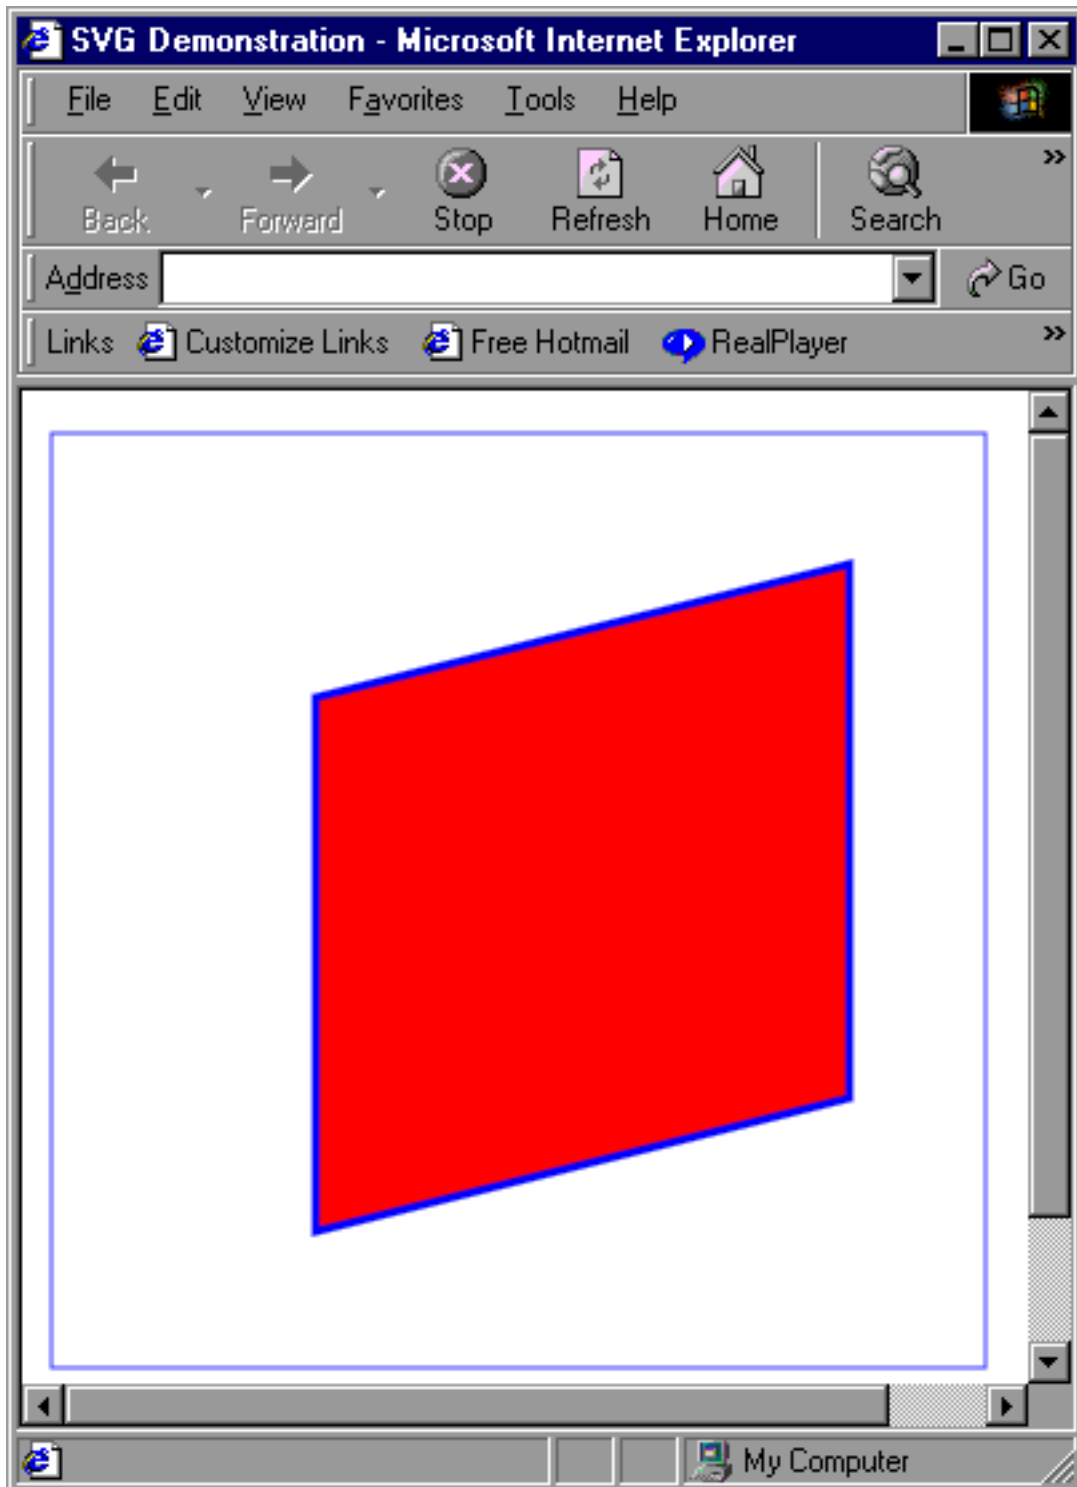 SVG Demonstration - Microsoft Internet Explorer
File Edit View Favorites Tools Help
Back Forward Stop Refresh Home Search »
Address Go
Links Customize Links Free Hotmail RealPlayer »
My Computer